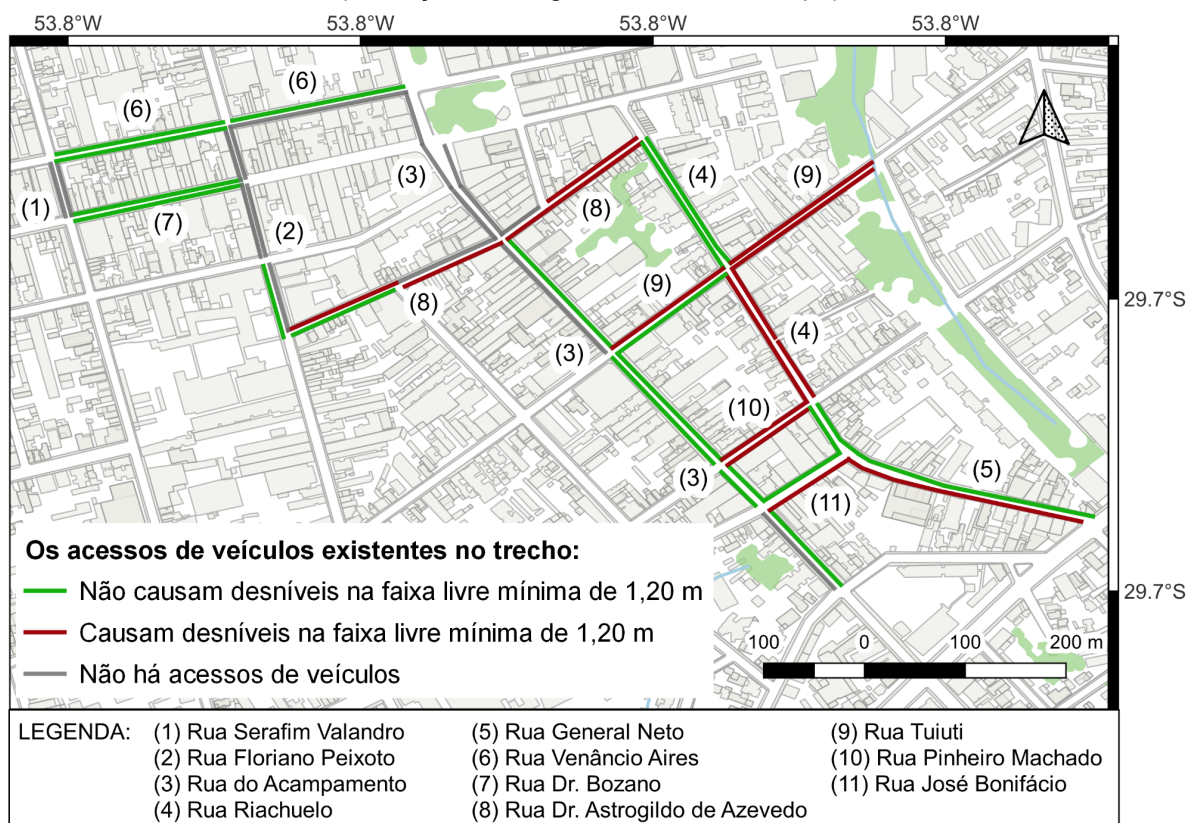 53.8°W 53.8°W 53.8°W 53.8°W
(6)
(6)
(3)
(4)
(9)
(1)
(8)
(7)
(2)
(9)
29.7°S
(8)
(4)
(3)
(10)
(3)
(5)
(11)
Os acessos de veículos existentes no trecho:
Não causam desníveis na faixa livre mínima de 1,20 m
29.7°S
Causam desníveis na faixa livre mínima de 1,20 m
100 0 100 200 m
Não há acessos de veículos
LEGENDA: (1) Rua Serafim Valandro (5) Rua General Neto (9) Rua Tuiuti
(2) Rua Floriano Peixoto (6) Rua Venâncio Aires (10) Rua Pinheiro Machado
(3) Rua do Acampamento (7) Rua Dr. Bozano (11) Rua José Bonifácio
(4) Rua Riachuelo (8) Rua Dr. Astrogildo de Azevedo